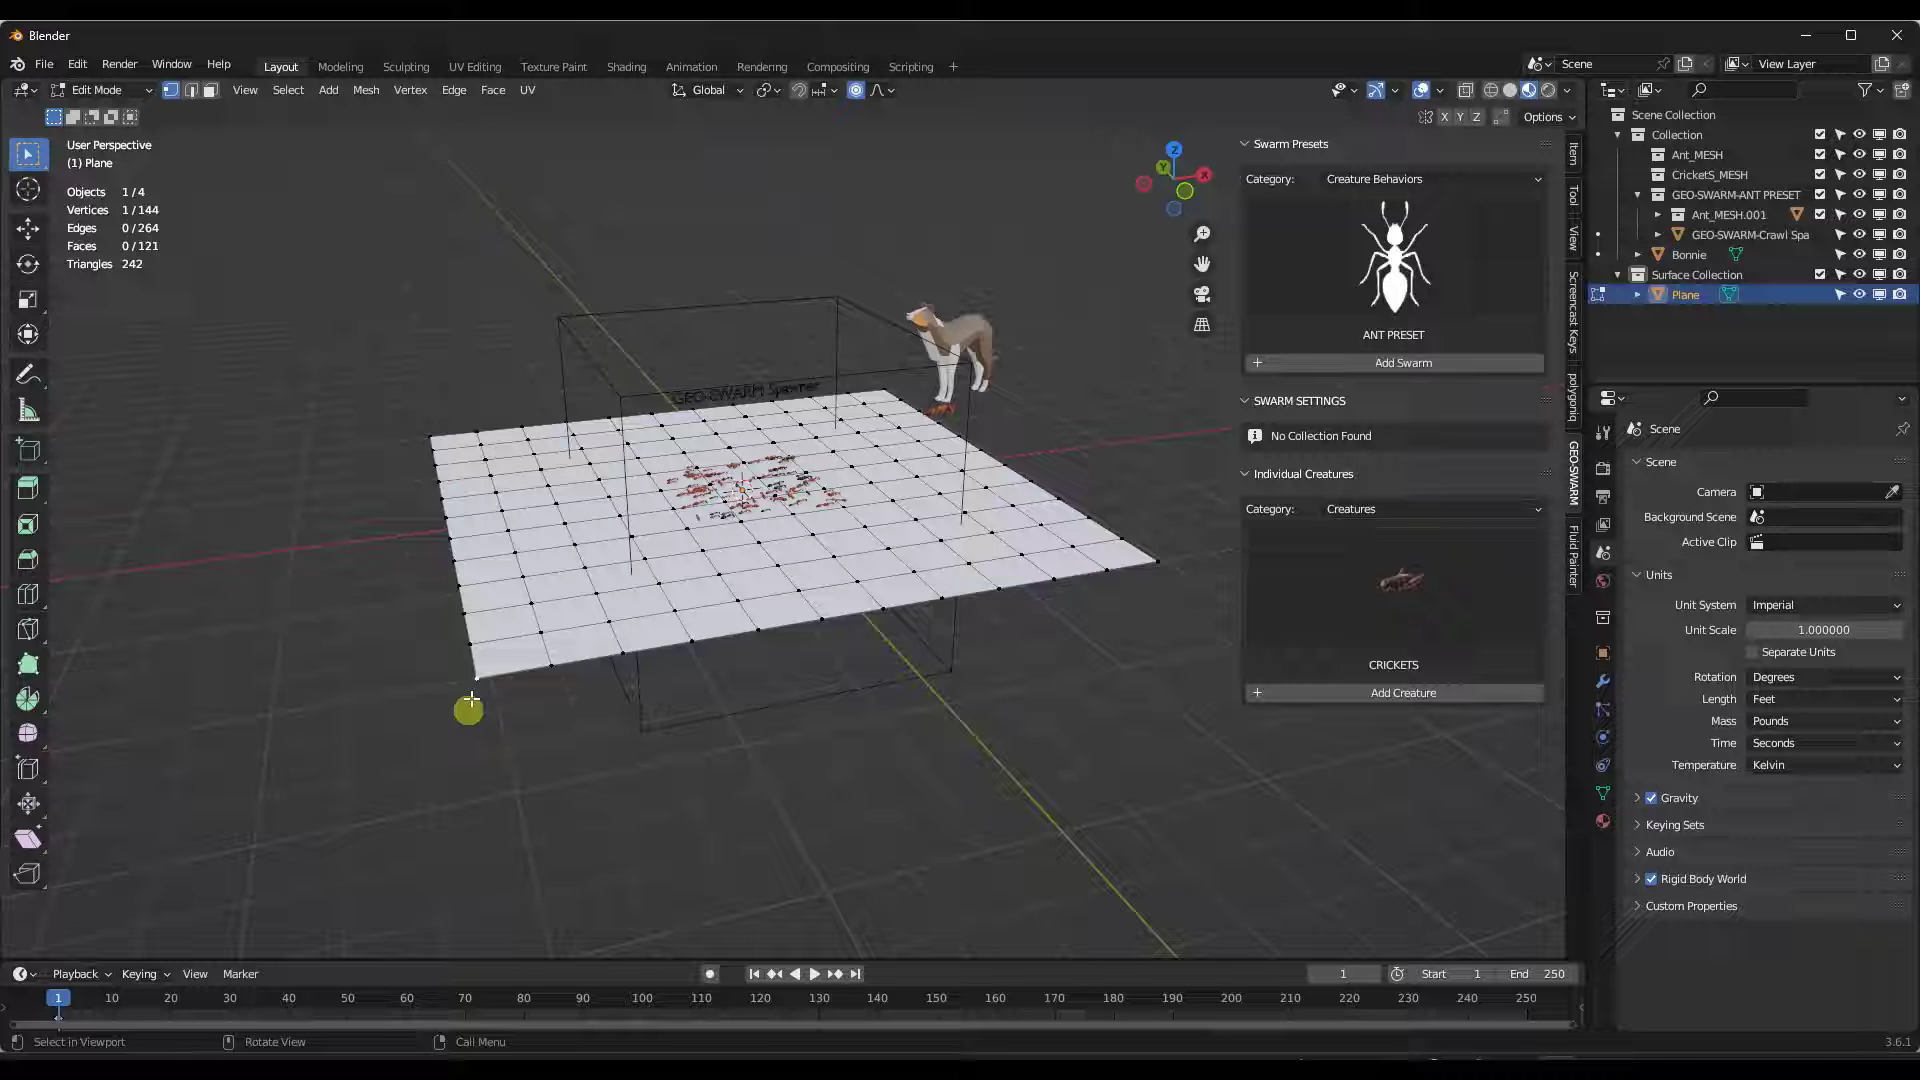 Blender
File Edit Render Window Help
Layout Modeling Sculpting UV Editing Texture Paint Shading Animation Rendering Compositing Scripting
Scene
View Layer
Edit Mode
View Select Add Mesh Vertex Edge Face UV
Global
X Y Z
Options
User Perspective
(1) Plane
Objects 1 / 4
Vertices 1 / 144
Edges 0 / 264
Faces 0 / 121
Triangles 242
GEO-SWARM Spawner
Z
Y
X
Swarm Presets
Category: Creature Behaviors
ANT PRESET
Add Swarm
SWARM SETTINGS
No Collection Found
Individual Creatures
Category: Creatures
CRICKETS
Add Creature
Item
Tool
View
Screencast Keys
polygoniq
GEO-SWARM
Fluid Painter
Scene Collection
Collection
Ant_MESH
CricketS_MESH
GEO-SWARM-ANT PRESET
Ant_MESH.001
GEO-SWARM-Crawl Spa
Bonnie
Surface Collection
Plane
Scene
Scene
Camera
Background Scene
Active Clip
Units
Unit System Imperial
Unit Scale 1.000000
Separate Units
Rotation Degrees
Length Feet
Mass Pounds
Time Seconds
Temperature Kelvin
Gravity
Keying Sets
Audio
Rigid Body World
Custom Properties
Playback Keying View Marker
1
Start 1 End 250
1 10 20 30 40 50 60 70 80 90 100 110 120 130 140 150 160 170 180 190 200 210 220 230 240 250
Select in Viewport Rotate View Call Menu
3.6.1